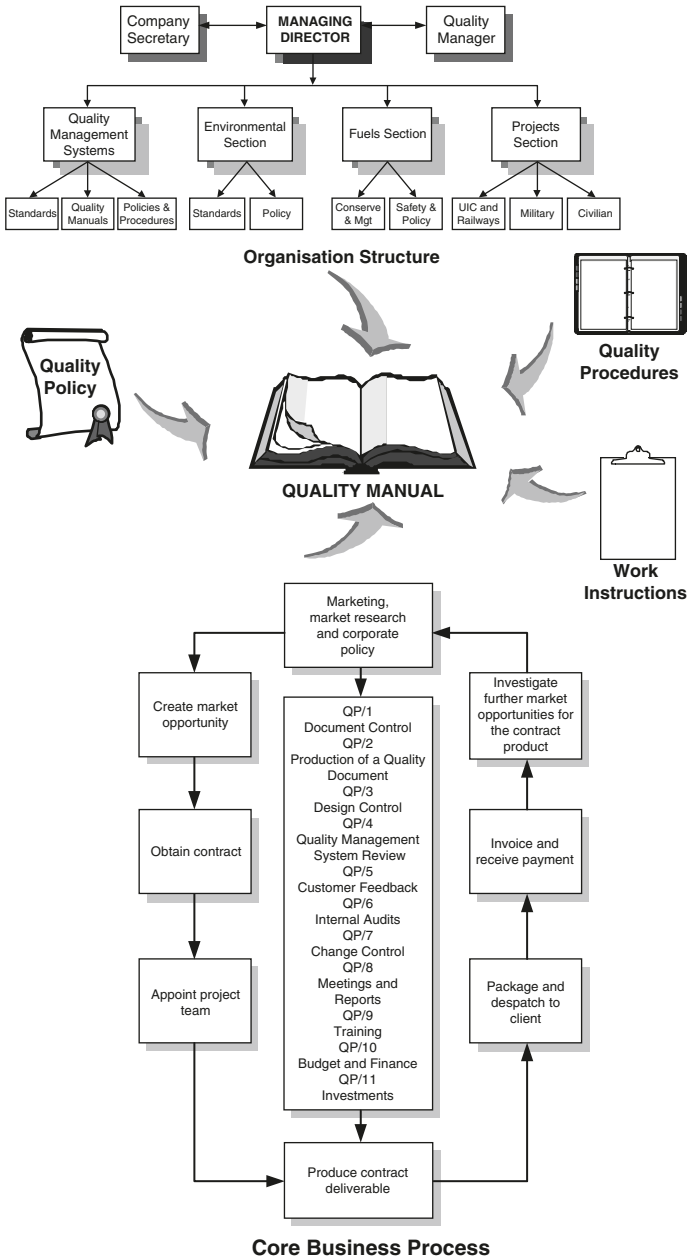 Company
Secretary
MANAGING
DIRECTOR
Quality
Manager
Quality
Management
Systems
Environmental
Section
Fuels Section
Projects
Section
Standards
Quality
Manuals
Policies &
Procedures
Standards
Policy
Conserve
& Mgt
Safety &
Policy
UIC and
Railways
Military
Civilian
Organisation Structure
Quality
Policy
Quality
Procedures
QUALITY MANUAL
Work
Instructions
Marketing,
market research
and corporate
policy
Create market
opportunity
Obtain contract
Appoint project
team
QP/1
Document Control
QP/2
Production of a Quality
Document
QP/3
Design Control
QP/4
Quality Management
System Review
QP/5
Customer Feedback
QP/6
Internal Audits
QP/7
Change Control
QP/8
Meetings and
Reports
QP/9
Training
QP/10
Budget and Finance
QP/11
Investments
Investigate
further market
opportunities for
the contract
product
Invoice and
receive payment
Package and
despatch to
client
Produce contract
deliverable
Core Business Process